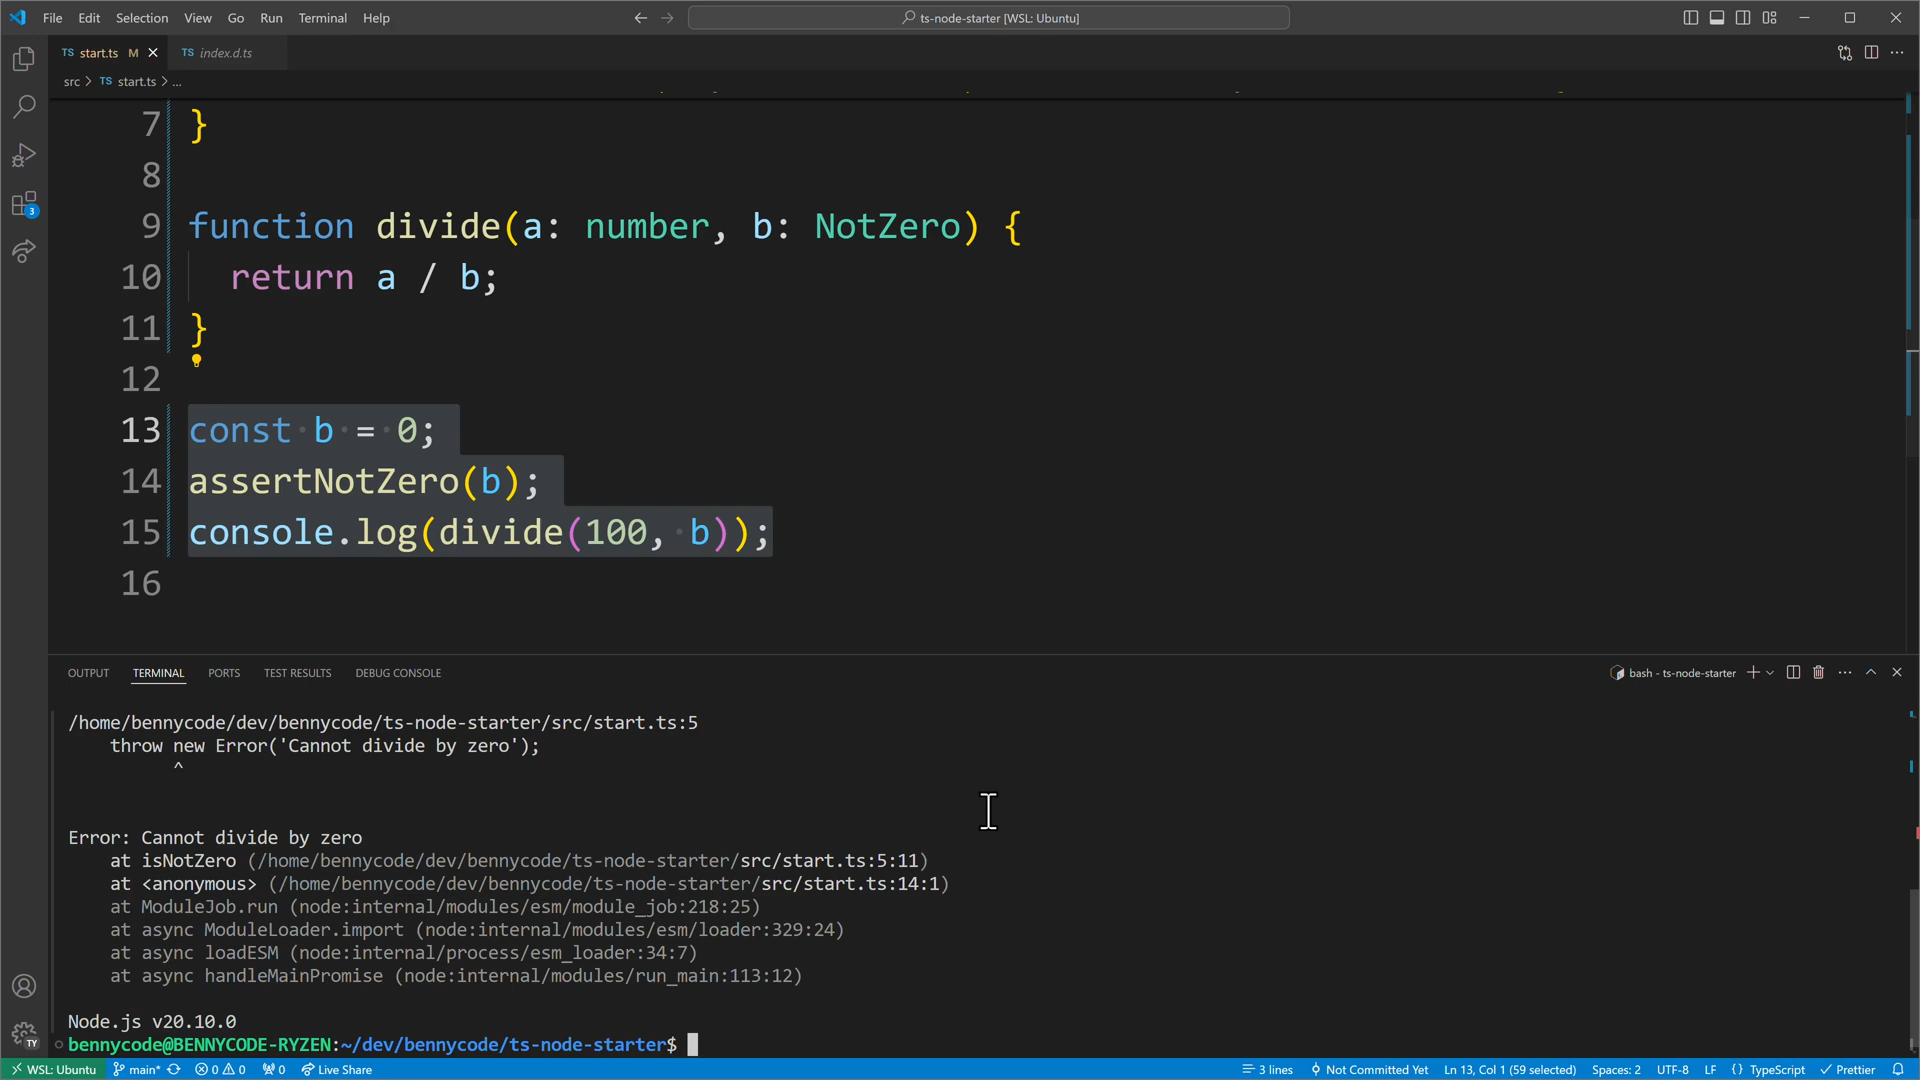 File Edit Selection View Go Run Terminal Help
ts-node-starter [WSL: Ubuntu]
TS start.ts M TS index.d.ts
src > TS start.ts > ...
7 }
8
9 function divide(a: number, b: NotZero) {
10 return a / b;
11 }
12
13 const b = 0;
14 assertNotZero(b);
15 console.log(divide(100, b));
16
3
OUTPUT TERMINAL PORTS TEST RESULTS DEBUG CONSOLE
bash - ts-node-starter
/home/bennycode/dev/bennycode/ts-node-starter/src/start.ts:5
throw new Error('Cannot divide by zero');
^
Error: Cannot divide by zero
at isNotZero (/home/bennycode/dev/bennycode/ts-node-starter/src/start.ts:5:11)
at <anonymous> (/home/bennycode/dev/bennycode/ts-node-starter/src/start.ts:14:1)
at ModuleJob.run (node:internal/modules/esm/module_job:218:25)
at async ModuleLoader.import (node:internal/modules/esm/loader:329:24)
at async loadESM (node:internal/process/esm_loader:34:7)
at async handleMainPromise (node:internal/modules/run_main:113:12)
Node.js v20.10.0
bennycode@BENNYCODE-RYZEN:~/dev/bennycode/ts-node-starter$
TY
WSL: Ubuntu main* 0 0 0 Live Share 3 lines Not Committed Yet Ln 13, Col 1 (59 selected) Spaces: 2 UTF-8 LF {} TypeScript Prettier